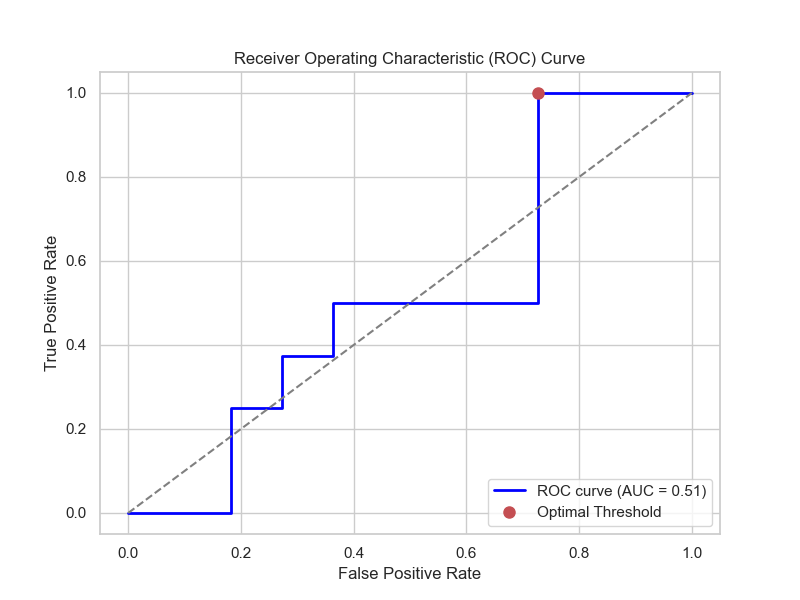 Receiver Operating Characteristic (ROC) Curve
1.0
0.8
0.6
0.4
0.2
0.0
True Positive Rate
ROC curve (AUC = 0.51)
Optimal Threshold
0.0 0.2 0.4 0.6 0.8 1.0
False Positive Rate